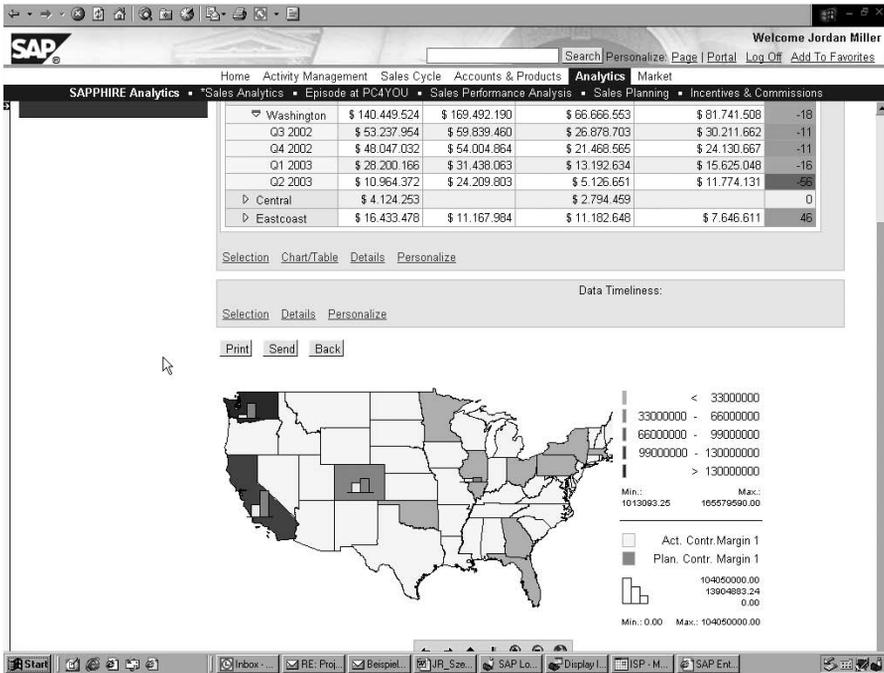 Welcome Jordan Miller
SAP
Search Personalize: Page | Portal Log Off Add To Favorites
Home Activity Management Sales Cycle Accounts & Products Analytics Market
SAPPHIRE Analytics ▪ *Sales Analytics ▪ Episode at PC4YOU ▪ Sales Performance Analysis ▪ Sales Planning ▪ Incentives & Commissions
Washington $ 140.449.524 $ 169.492.190 $ 66.666.553 $ 81.741.508 -18
Q3 2002 $ 53.237.954 $ 59.839.460 $ 26.878.703 $ 30.211.662 -11
Q4 2002 $ 48.047.032 $ 54.004.864 $ 21.468.565 $ 24.130.667 -11
Q1 2003 $ 28.200.166 $ 31.438.063 $ 13.192.634 $ 15.625.048 -16
Q2 2003 $ 10.964.372 $ 24.209.803 $ 5.126.651 $ 11.774.131 -56
Central $ 4.124.253 $ 2.794.459 0
Eastcoast $ 16.433.478 $ 11.167.984 $ 11.182.648 $ 7.646.611 46
Selection Chart/Table Details Personalize
Data Timeliness:
Selection Details Personalize
Print Send Back
< 33000000
33000000 - 66000000
66000000 - 99000000
99000000 - 130000000
> 130000000
Min.: Max.:
1013093.25 165579590.00
Act. Contr.Margin 1
Plan. Contr. Margin 1
104050000.00
13904883.24
0.00
Min.: 0.00 Max.: 104050000.00
Start Inbox - ... RE: Proj... Beispiel... JR_Sze... SAP Lo... Display I... ISP - M... SAP Ent...